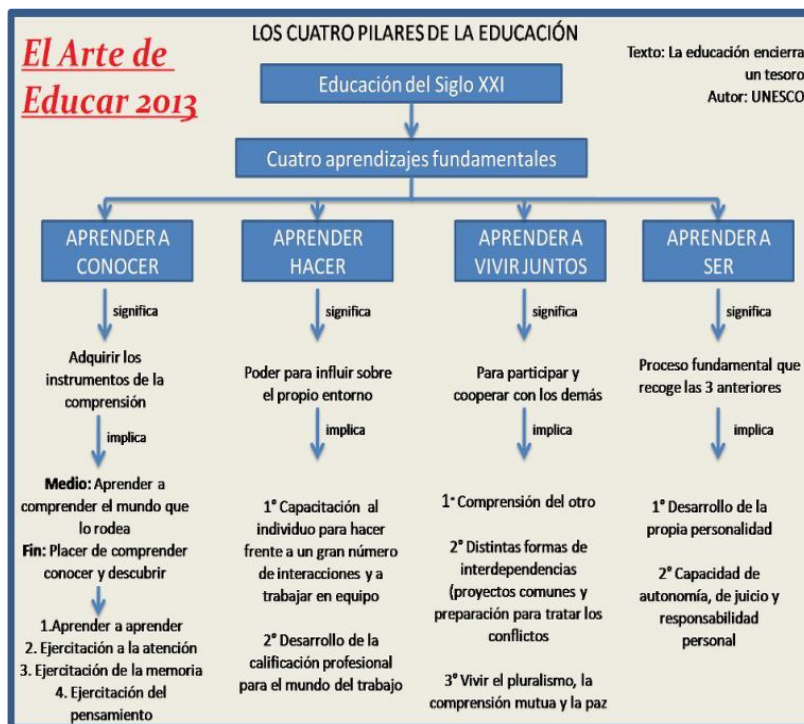 El Arte de
Educar 2013
LOS CUATRO PILARES DE LA EDUCACIÓN
Texto: La educación encierra
un tesoro
Autor: UNESCO
Educación del Siglo XXI
Cuatro aprendizajes fundamentales
APRENDER A
CONOCER
significa
Adquirir los
instrumentos de la
comprensión
implica
Medio: Aprender a
comprender el mundo que
lo rodea
Fin: Placer de comprender
conocer y descubrir
1.Aprender a aprender
2. Ejercitación a la atención
3. Ejercitación de la memoria
4. Ejercitación del
pensamiento
APRENDER
HACER
significa
Poder para influir sobre
el propio entorno
implica
1° Capacitación al
individuo para hacer
frente a un gran número
de interacciones y a
trabajar en equipo
2° Desarrollo de la
calificación profesional
para el mundo del trabajo
APRENDER A
VIVIR JUNTOS
significa
Para participar y
cooperar con los demás
implica
1° Comprensión del otro
2° Distintas formas de
interdependencias
(proyectos comunes y
preparación para tratar los
conflictos
3° Vivir el pluralismo, la
comprensión mutua y la paz
APRENDER A
SER
significa
Proceso fundamental que
recoge las 3 anteriores
implica
1° Desarrollo de la
propia personalidad
2° Capacidad de
autonomía, de juicio y
responsabilidad
personal